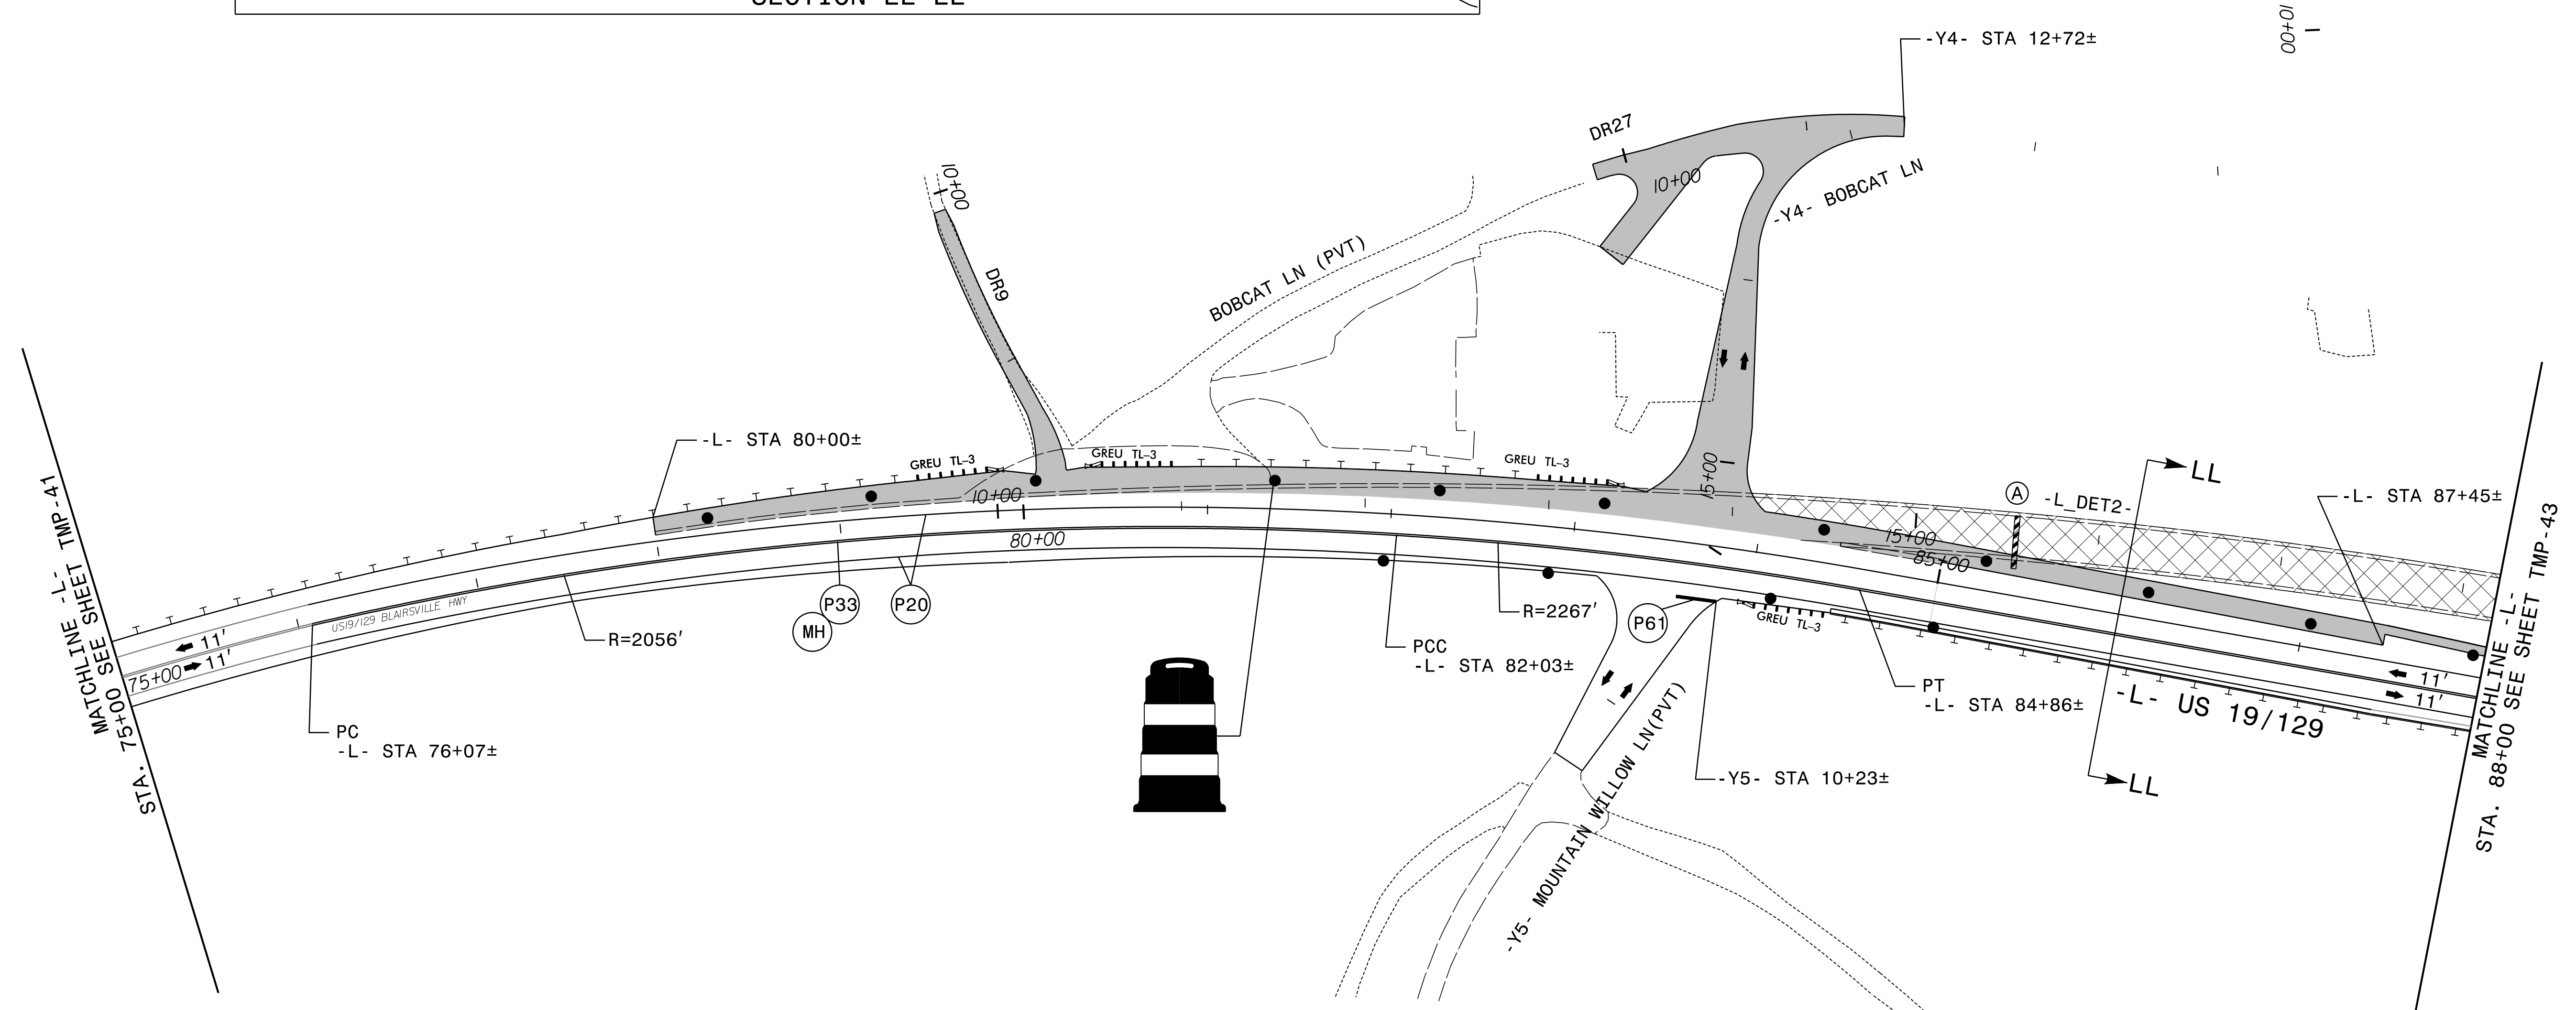 SECTION LL-LL
10+00
-Y4- STA 12+72±
DR27
10+00
-Y4- BOBCAT LN
10+00
DR9
BOBCAT LN (PVT)
-L- STA 80+00±
GREU TL-3
GREU TL-3
GREU TL-3
10+00
15+00
A
-L_DET2-
LL
-L- STA 87+45±
MATCHLINE -L-
STA. 75+00 SEE SHEET TMP-41
80+00
15+00
85+00
P33
MH
P20
US19/129 BLAIRSVILLE HWY
R=2056'
R=2267'
P61
GREU TL-3
11'
11'
75+00
PCC
-L- STA 82+03±
PT
-L- STA 84+86±
11'
11'
-L- US 19/129
PC
-L- STA 76+07±
-Y5- STA 10+23±
LL
-Y5- MOUNTAIN WILLOW LN(PVT)
MATCHLINE -L-
STA. 88+00 SEE SHEET TMP-43